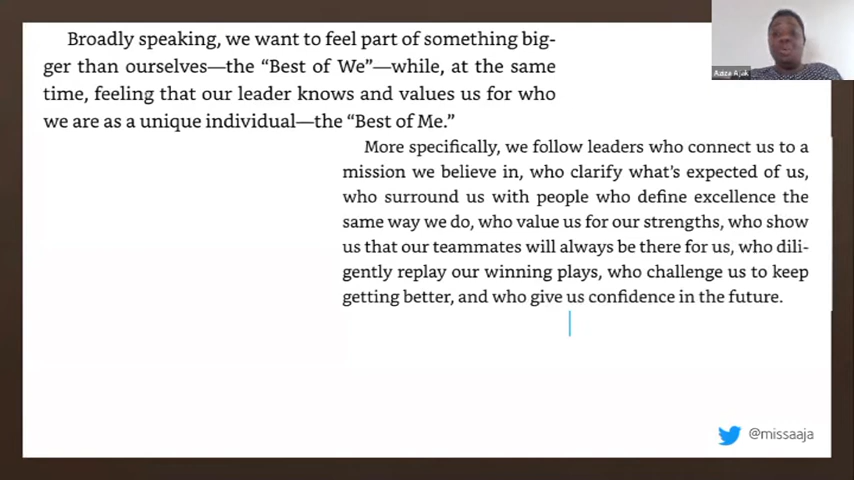 Broadly speaking, we want to feel part of something big-
ger than ourselves—the “Best of We”—while, at the same
time, feeling that our leader knows and values us for who
we are as a unique individual—the “Best of Me.”
More specifically, we follow leaders who connect us to a
mission we believe in, who clarify what’s expected of us,
who surround us with people who define excellence the
same way we do, who value us for our strengths, who show
us that our teammates will always be there for us, who dili-
gently replay our winning plays, who challenge us to keep
getting better, and who give us confidence in the future.
@missaaja